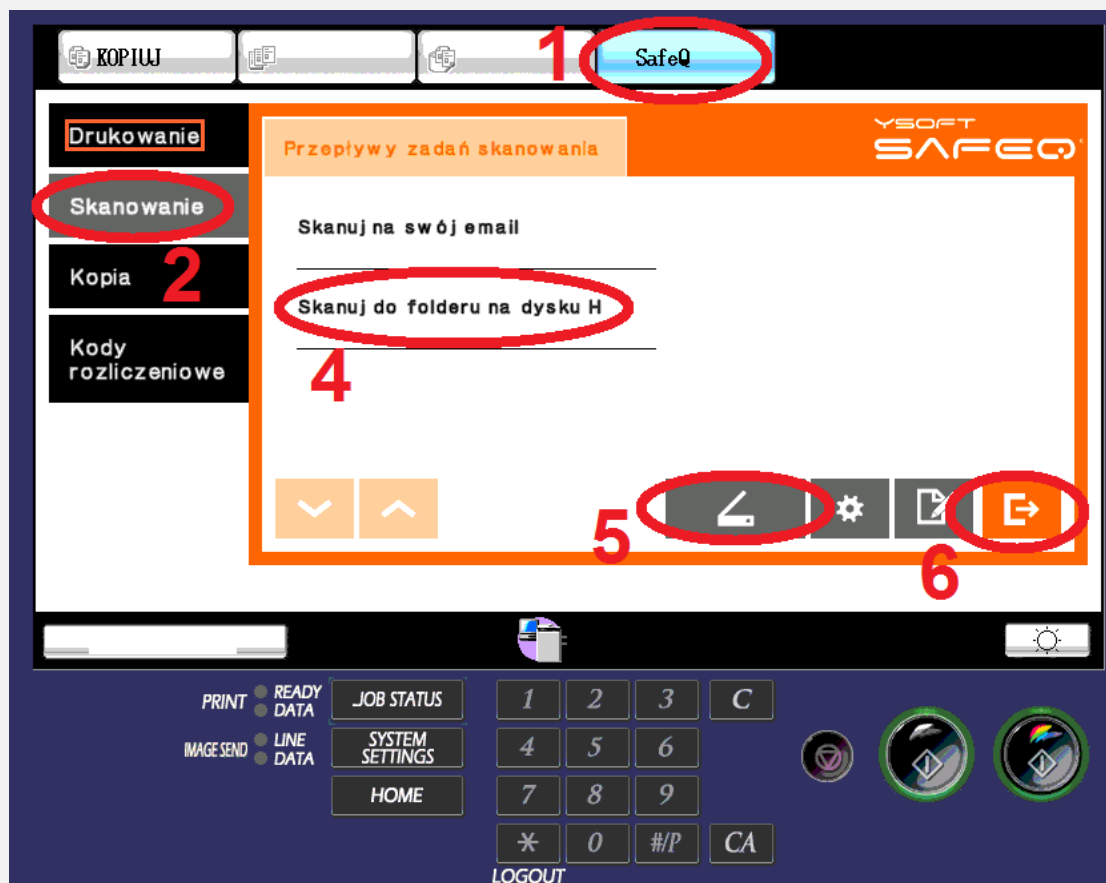 KOPIUJ
1
SafeQ
Drukowanie
Przepływy zadań skanowania
YSOFT
SAFEQ
Skanowanie
Skanuj na swój email
Kopia
2
Skanuj do folderu na dysku H
Kody
rozliczeniowe
4
5
6
PRINT READY
DATA
JOB STATUS
1 2 3 C
IMAGE SEND LINE
DATA
SYSTEM
SETTINGS
4 5 6
HOME
7 8 9
* 0 #/P CA
LOGOUT